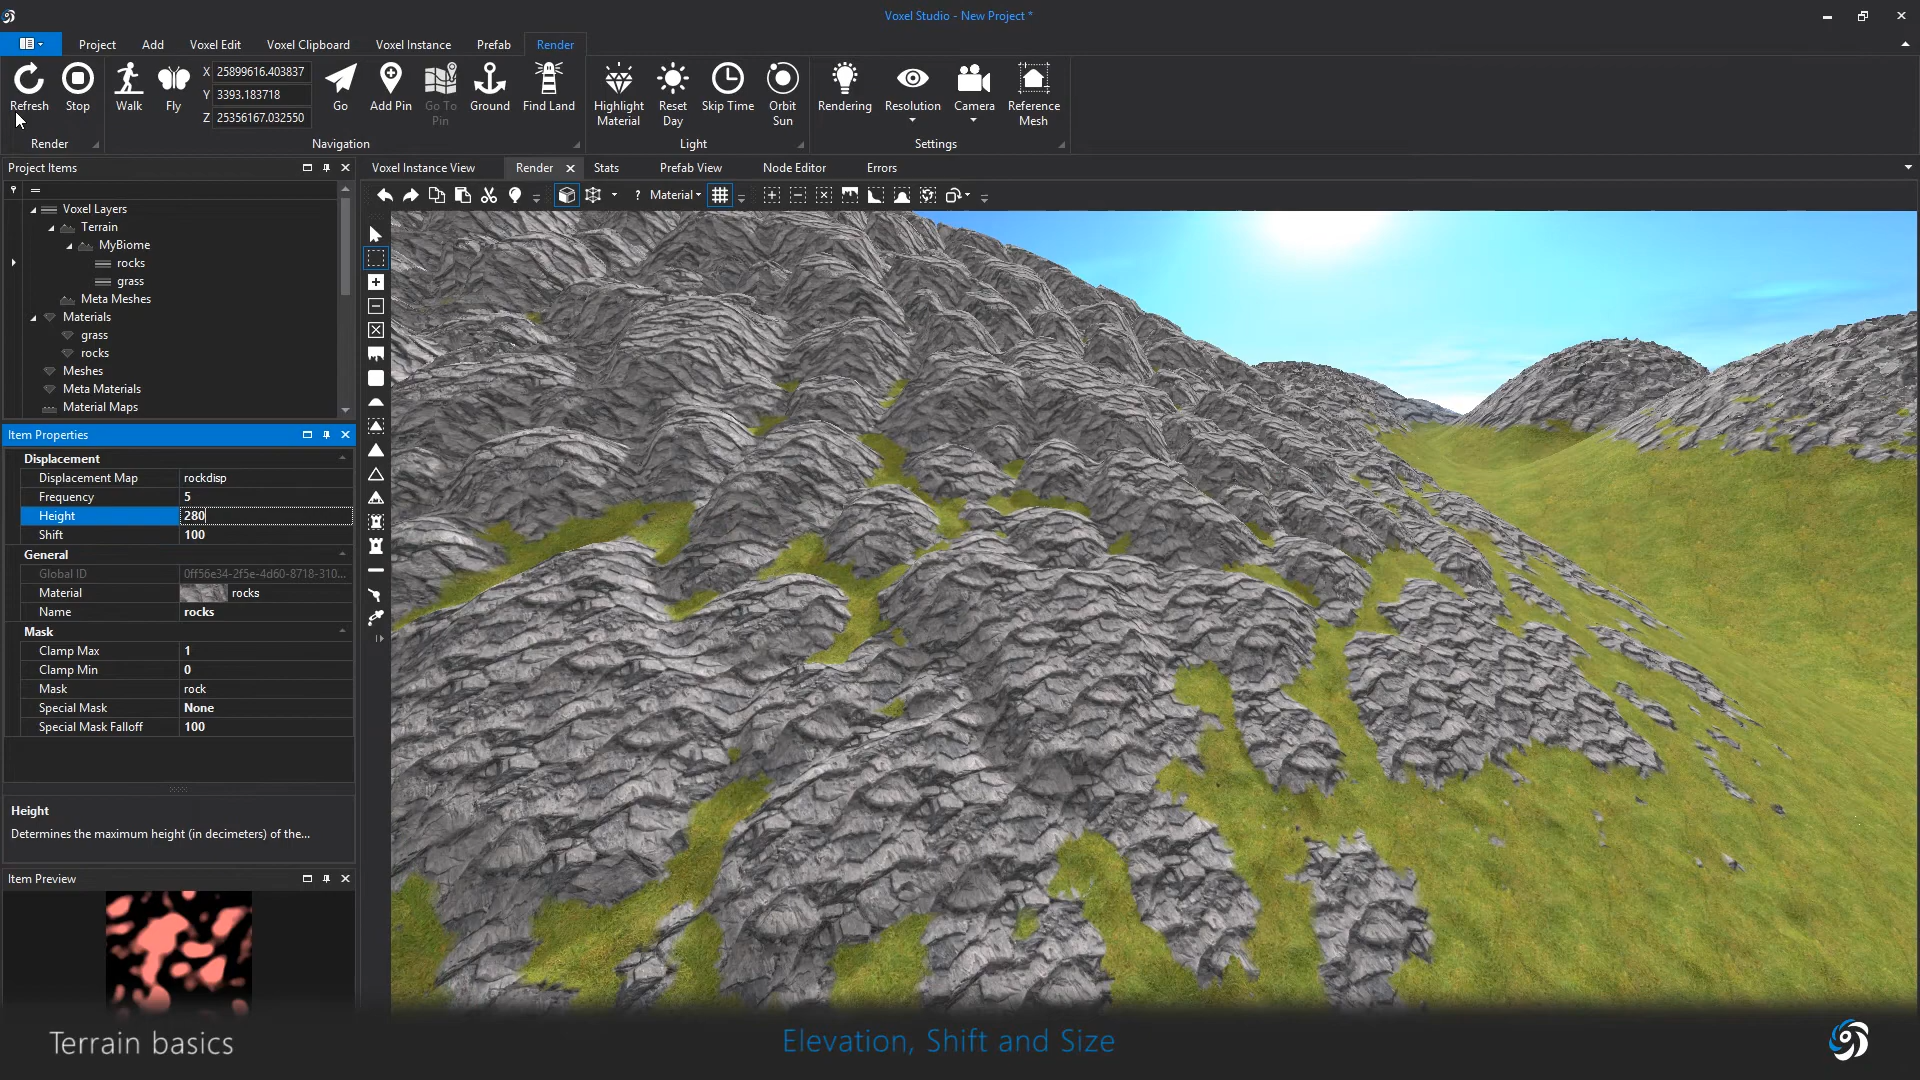 Voxel Studio - New Project *
Project Add Voxel Edit Voxel Clipboard Voxel Instance Prefab Render
Refresh Stop
Render
Walk Fly
X 25899616.403837
Y 3393.183718
Z 25356167.032550
Go Add Pin Go To Pin Ground Find Land
Navigation
Highlight Material Reset Day Skip Time Orbit Sun
Light
Rendering Resolution Camera Reference Mesh
Settings
Project Items
Voxel Layers
Terrain
MyBiome
rocks
grass
Meta Meshes
Materials
grass
rocks
Meshes
Meta Materials
Material Maps
Item Properties
Displacement
Displacement Map rockdisp
Frequency 5
Height 280
Shift 100
General
Global ID 0ff56e34-2f5e-4d60-8718-310...
Material rocks
Name rocks
Mask
Clamp Max 1
Clamp Min 0
Mask rock
Special Mask None
Special Mask Falloff 100
Height
Determines the maximum height (in decimeters) of the...
Item Preview
Voxel Instance View Render Stats Prefab View Node Editor Errors
? Material
Terrain basics
Elevation, Shift and Size